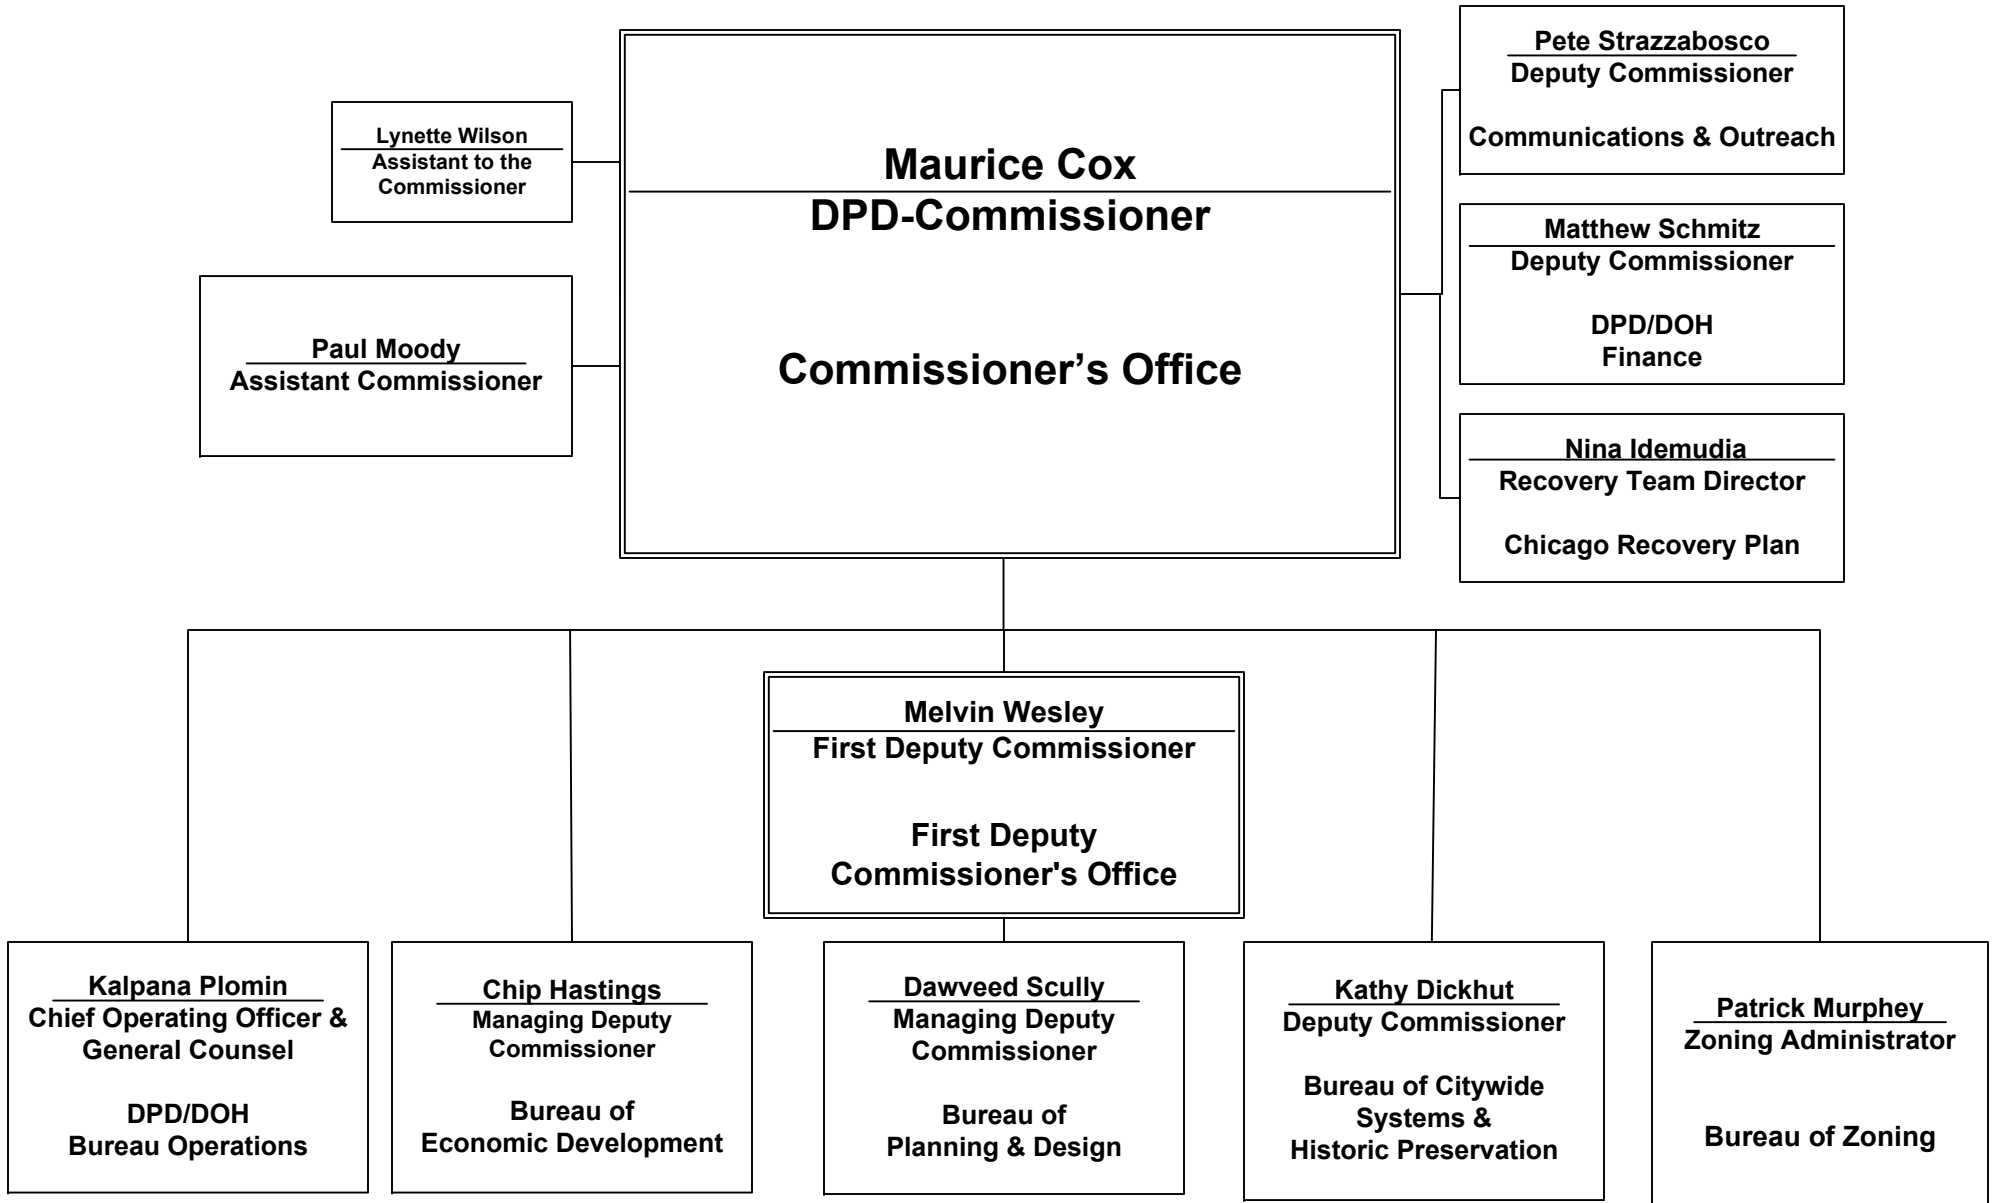 Pete Strazzabosco
Deputy Commissioner
Communications & Outreach
Lynette Wilson
Assistant to the
Commissioner
Maurice Cox
DPD-Commissioner
Commissioner’s Office
Matthew Schmitz
Deputy Commissioner
DPD/DOH
Finance
Paul Moody
Assistant Commissioner
Nina Idemudia
Recovery Team Director
Chicago Recovery Plan
Melvin Wesley
First Deputy Commissioner
First Deputy
Commissioner's Office
Kalpana Plomin
Chief Operating Officer &
General Counsel
DPD/DOH
Bureau Operations
Chip Hastings
Managing Deputy
Commissioner
Bureau of
Economic Development
Dawveed Scully
Managing Deputy
Commissioner
Bureau of
Planning & Design
Kathy Dickhut
Deputy Commissioner
Bureau of Citywide
Systems &
Historic Preservation
Patrick Murphey
Zoning Administrator
Bureau of Zoning